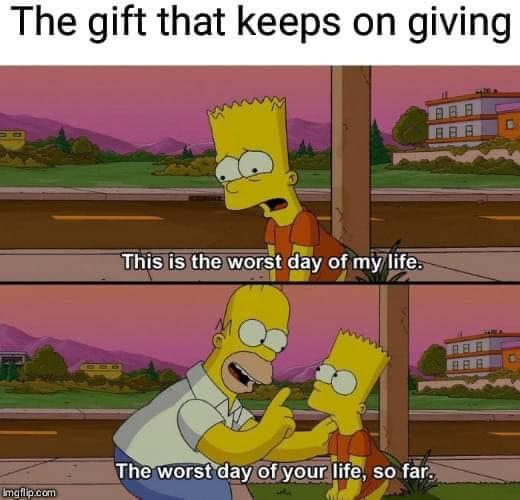 The gift that keeps on giving
This is the worst day of my life.
The worst day of your life, so far.
imgflip.com